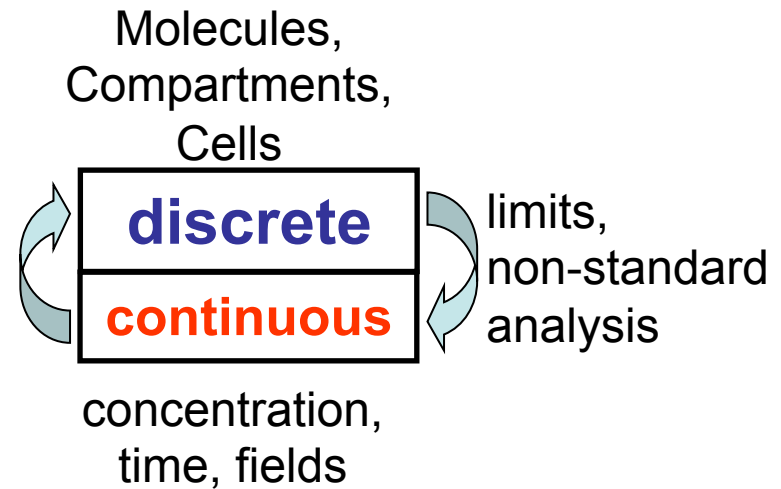 Molecules,
Compartments,
Cells
discrete
continuous
limits,
non-standard
analysis
concentration,
time, fields